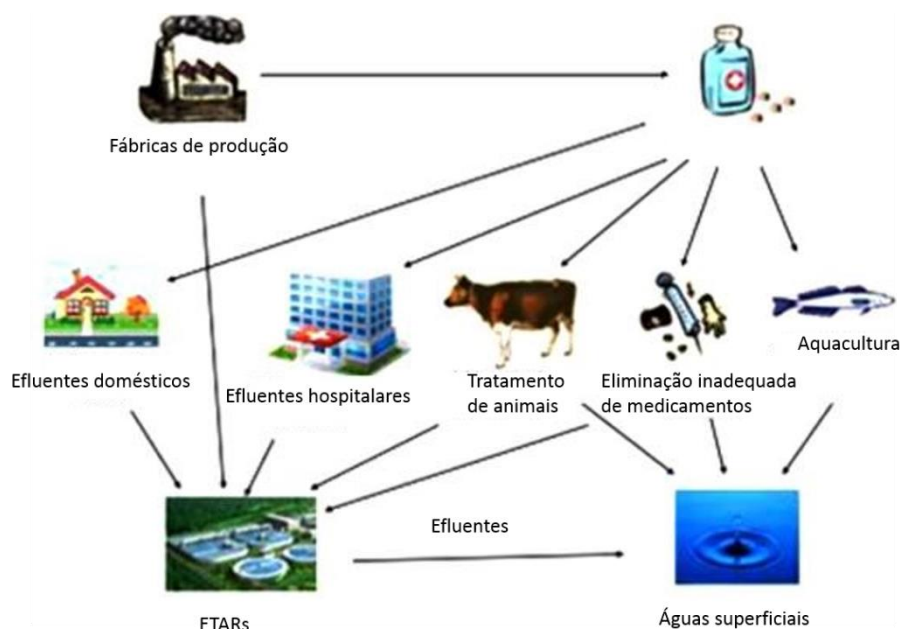 Fábricas de produção
Efluentes domésticos
Efluentes hospitalares
Tratamento
de animais
Eliminação inadequada
de medicamentos
Aquacultura
Efluentes
ETARs
Águas superficiais